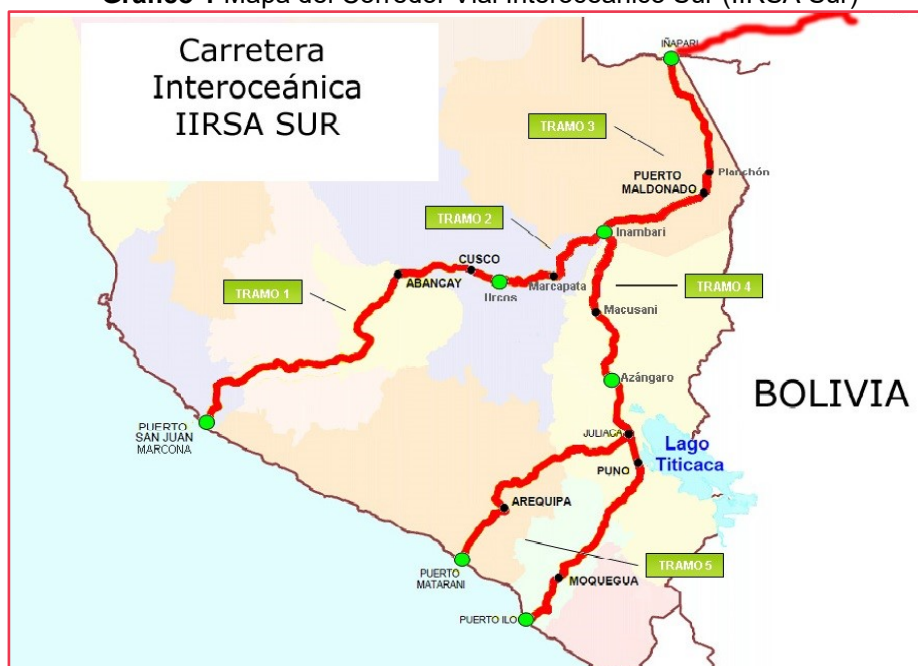 Gráfico 1 Mapa del Corredor Vial Interoceánico Sur (IIRSA Sur)
Carretera
Interoceánica
IIRSA SUR
IÑAPARI
TRAMO 3
Planchón
PUERTO
MALDONADO
TRAMO 2
Inambari
CUSCO
ABANCAY
Urcos
Marcapata
TRAMO 1
TRAMO 4
Macusani
Azángaro
BOLIVIA
PUERTO
SAN JUAN
MARCONA
JULIACA
Lago
Titicaca
PUNO
AREQUIPA
PUERTO
MATARANI
TRAMO 5
MOQUEGUA
PUERTO ILO